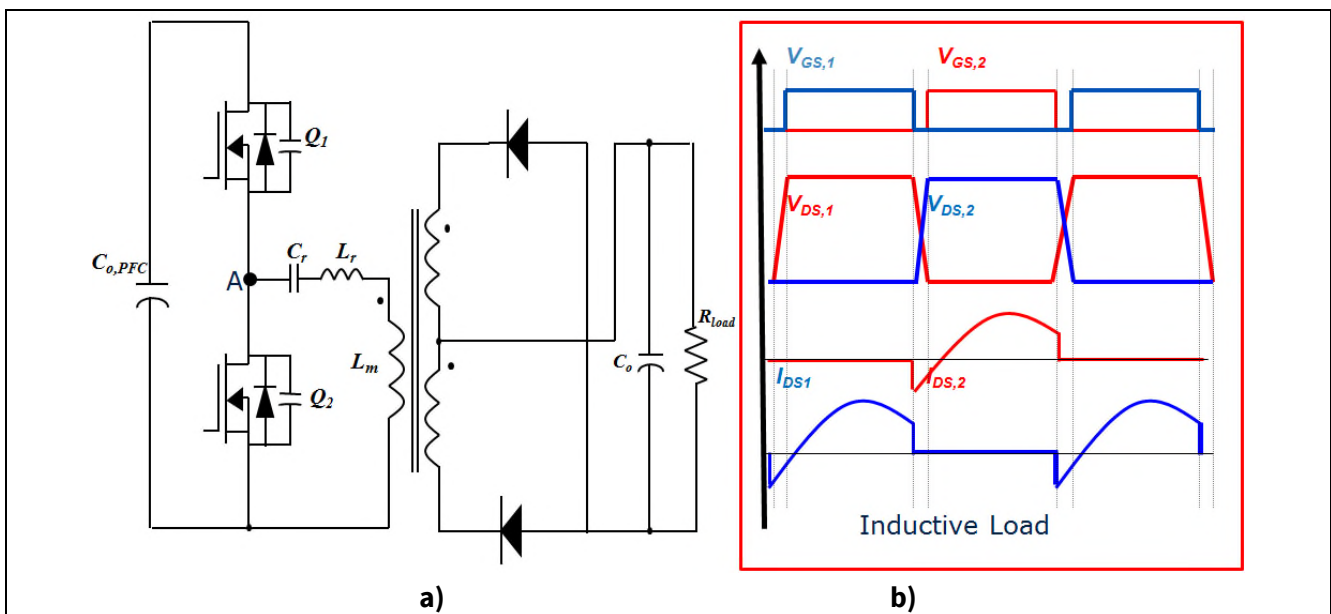 Q1
Co,PFC
A
Cr
Lr
Lm
Q2
Co
Rload
VGS,1
VGS,2
VDS,1
VDS,2
IDS1
IDS,2
Inductive Load
a)
b)